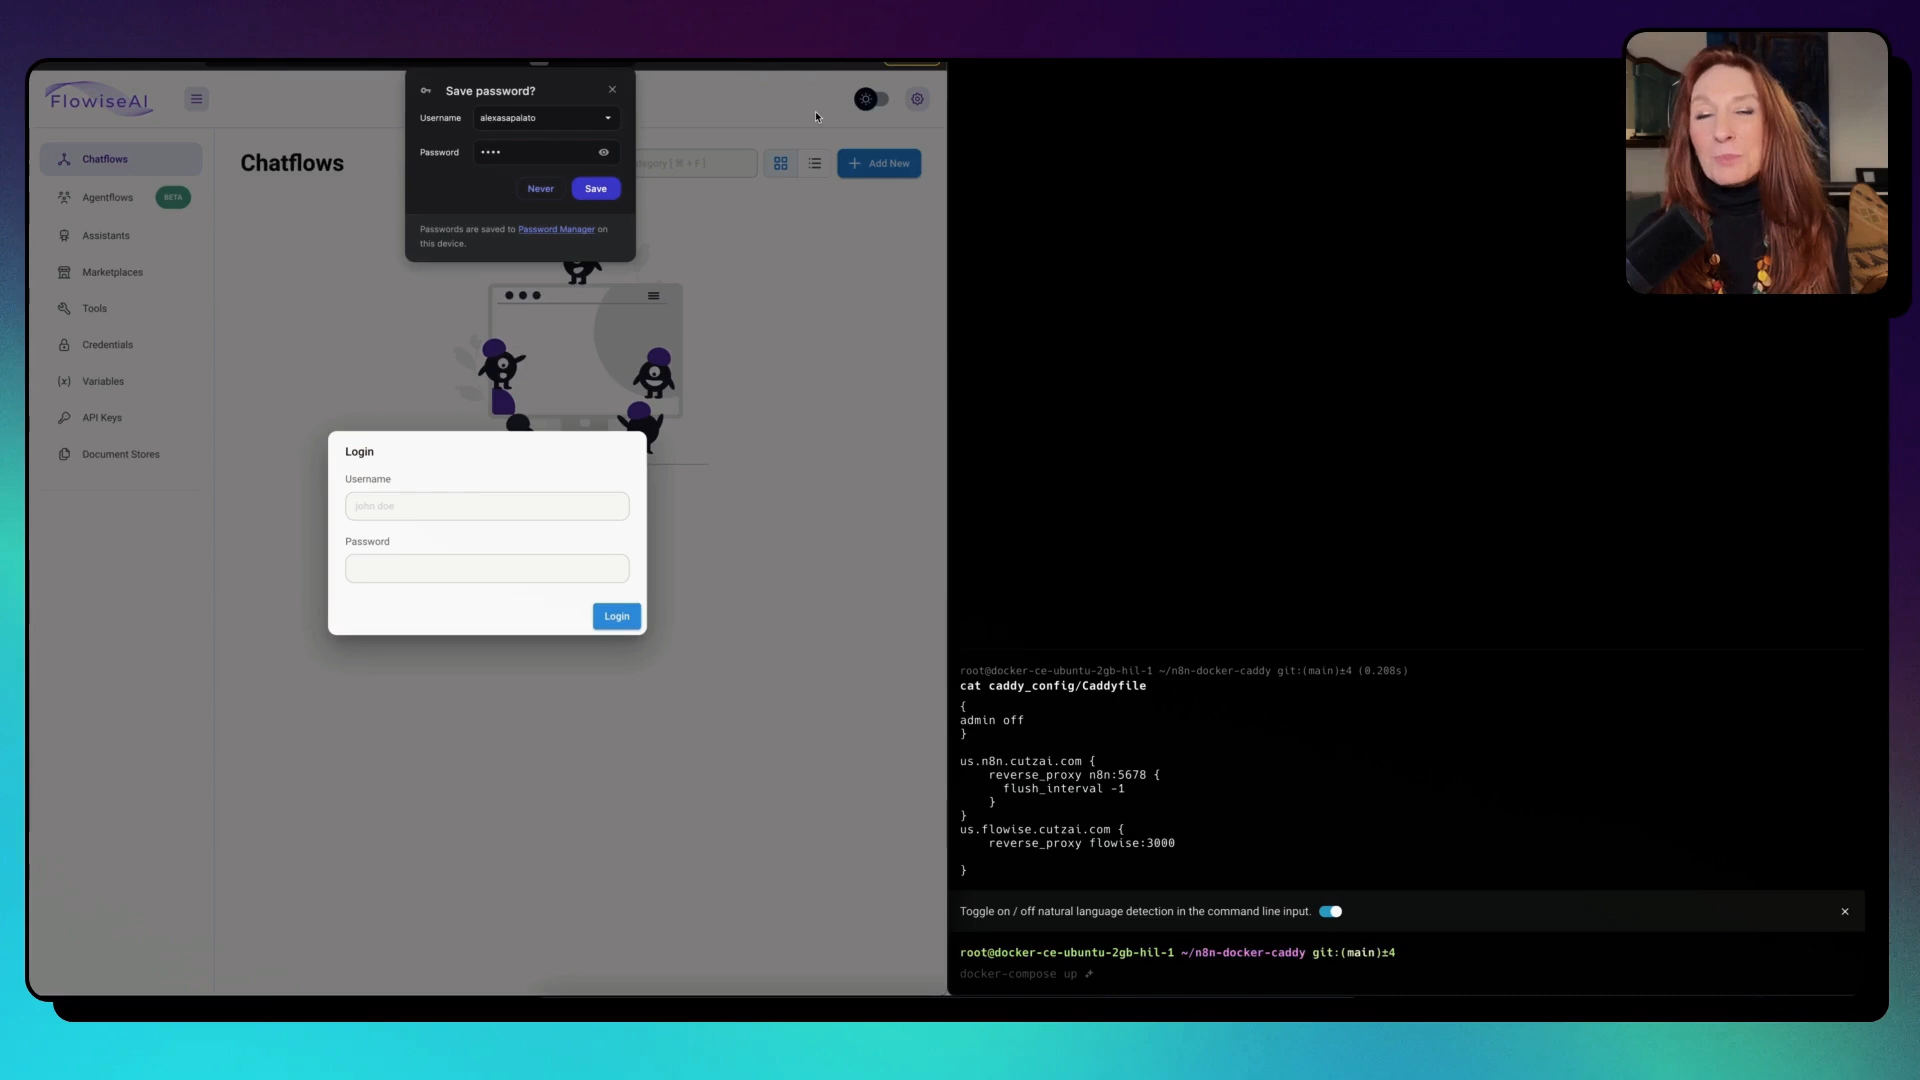 FlowiseAI
Chatflows
Agentflows
BETA
Assistants
Marketplaces
Tools
Credentials
Variables
API Keys
Document Stores
Chatflows
[ ⌘ + F ]
Add New
Save password?
Username
alexasapalato
Password
••••
Never
Save
Passwords are saved to Password Manager on
this device.
Login
Username
john doe
Password
Login
root@docker-ce-ubuntu-2gb-hil-1 ~/n8n-docker-caddy git:(main)±4 (0.208s)
cat caddy_config/Caddyfile
{
admin off
}
us.n8n.cutzai.com {
reverse_proxy n8n:5678 {
flush_interval -1
}
}
us.flowise.cutzai.com {
reverse_proxy flowise:3000
}
Toggle on / off natural language detection in the command line input.
root@docker-ce-ubuntu-2gb-hil-1 ~/n8n-docker-caddy git:(main)±4
docker-compose up